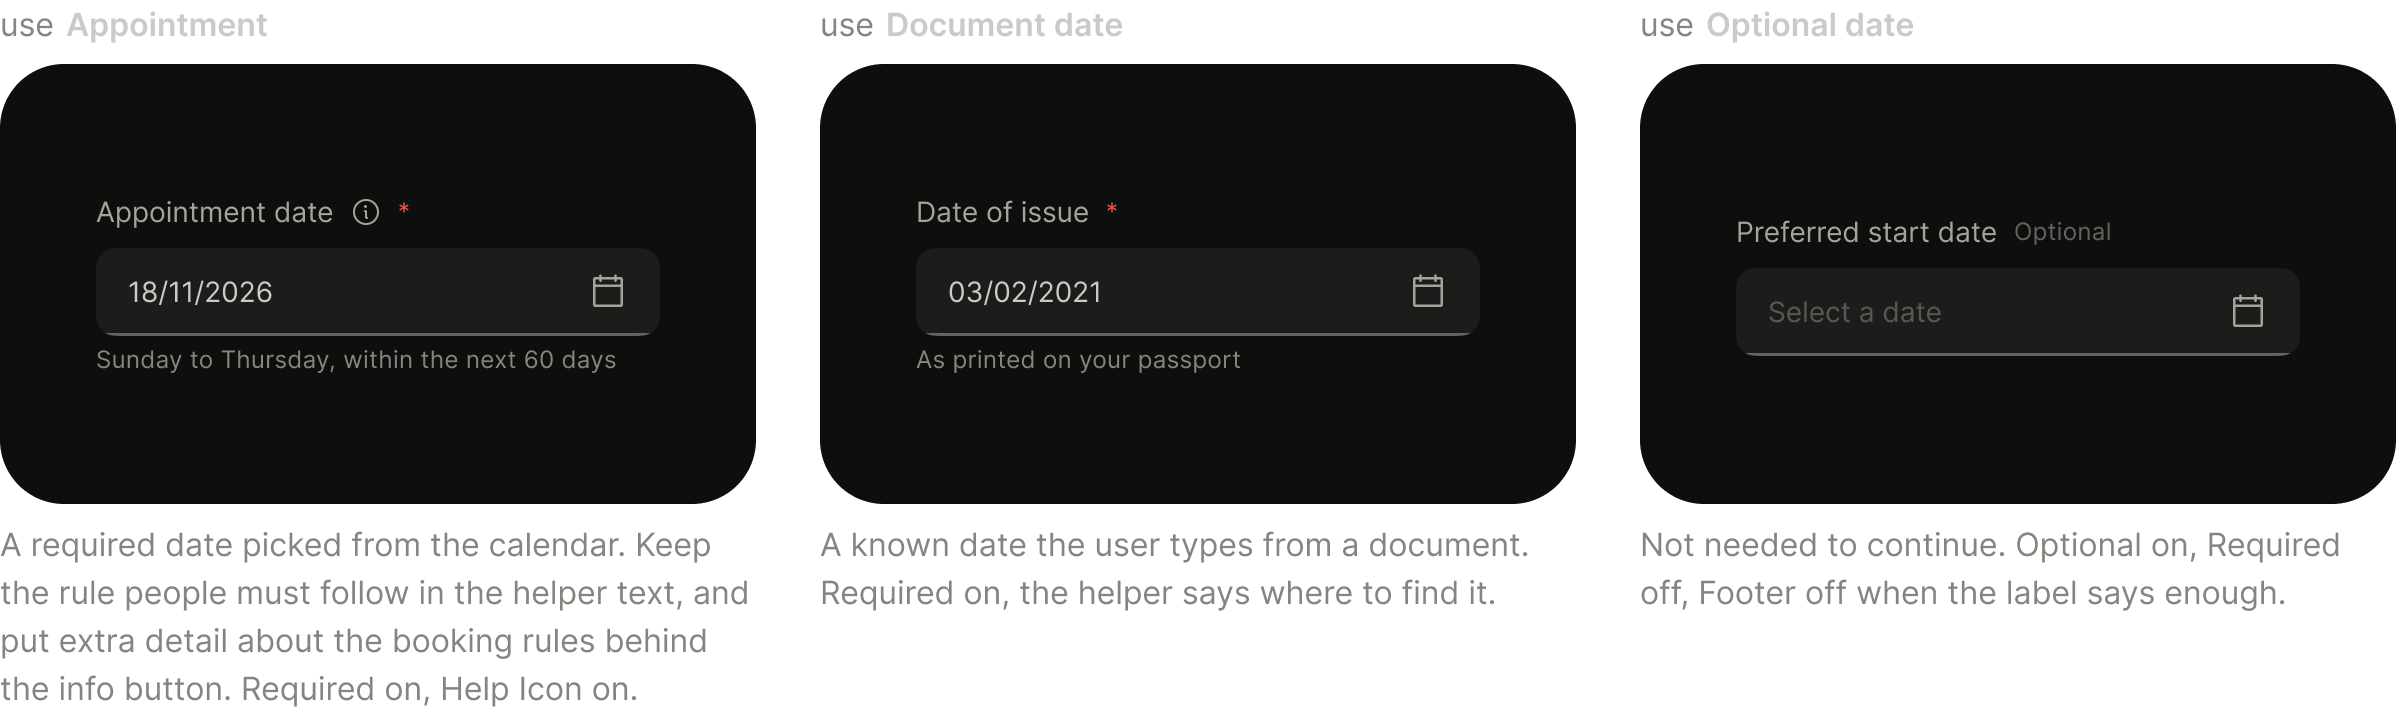 use Appointment
Appointment date *
18/11/2026
Sunday to Thursday, within the next 60 days
A required date picked from the calendar. Keep
the rule people must follow in the helper text, and
put extra detail about the booking rules behind
the info button. Required on, Help Icon on.
use Document date
Date of issue *
03/02/2021
As printed on your passport
A known date the user types from a document.
Required on, the helper says where to find it.
use Optional date
Preferred start date Optional
Select a date
Not needed to continue. Optional on, Required
off, Footer off when the label says enough.